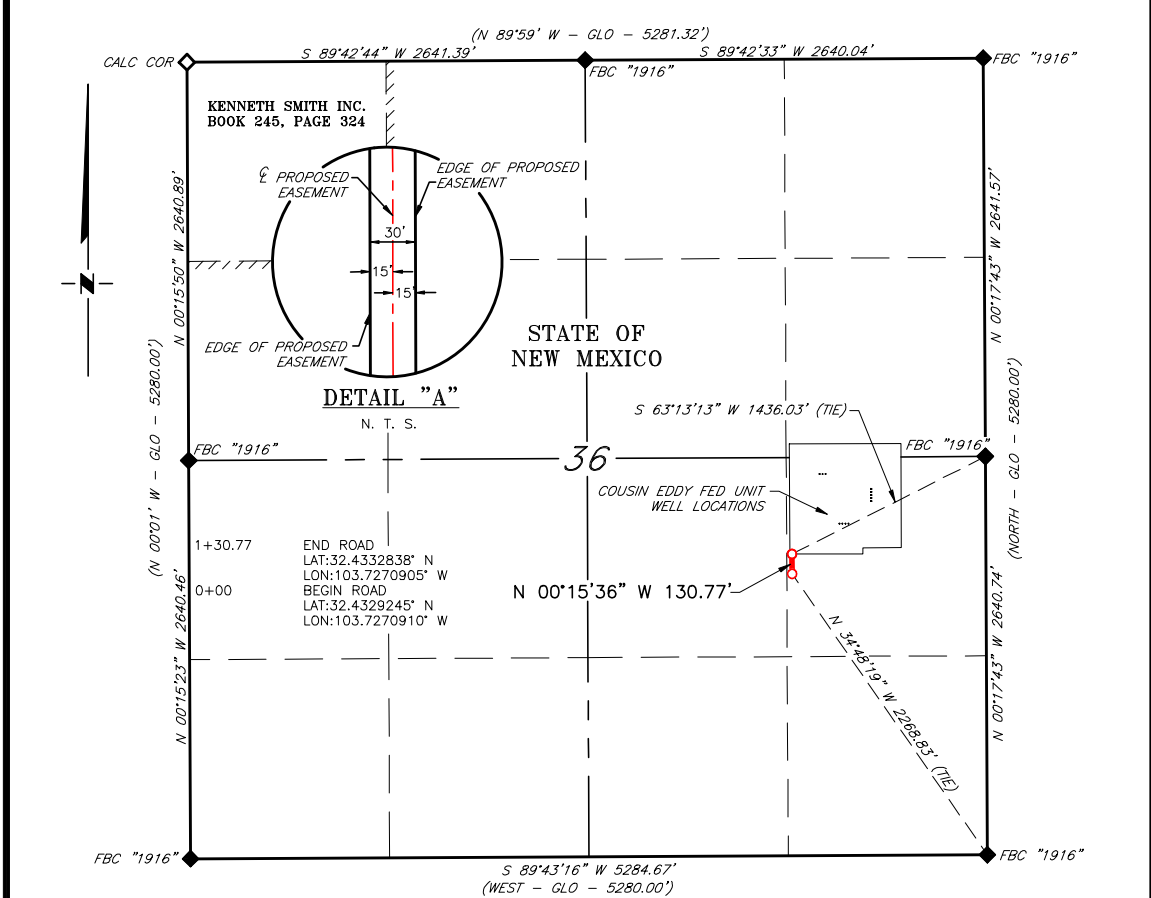 (N 89°59' W - GLO - 5281.32')
S 89°42'44" W 2641.39'
S 89°42'33" W 2640.04'
CALC COR
FBC "1916"
FBC "1916"
KENNETH SMITH INC.
BOOK 245, PAGE 324
℄ PROPOSED
EASEMENT
EDGE OF PROPOSED
EASEMENT
30'
15'
15'
EDGE OF PROPOSED
EASEMENT
DETAIL "A"
N. T. S.
N
N 00°15'50" W 2640.89'
N 00°17'43" W 2641.57'
STATE OF
NEW MEXICO
(N 00°01' W - GLO - 5280.00')
(NORTH - GLO - 5280.00')
S 63°13'13" W 1436.03' (TIE)
FBC "1916"
FBC "1916"
36
COUSIN EDDY FED UNIT
WELL LOCATIONS
1+30.77 END ROAD
LAT:32.4332838° N
LON:103.7270905° W
0+00 BEGIN ROAD
LAT:32.4329245° N
LON:103.7270910° W
N 00°15'36" W 130.77'
N 00°15'23" W 2640.46'
N 34°48'19" W 2268.83' (TIE)
N 00°17'43" W 2640.74'
FBC "1916"
FBC "1916"
S 89°43'16" W 5284.67'
(WEST - GLO - 5280.00')